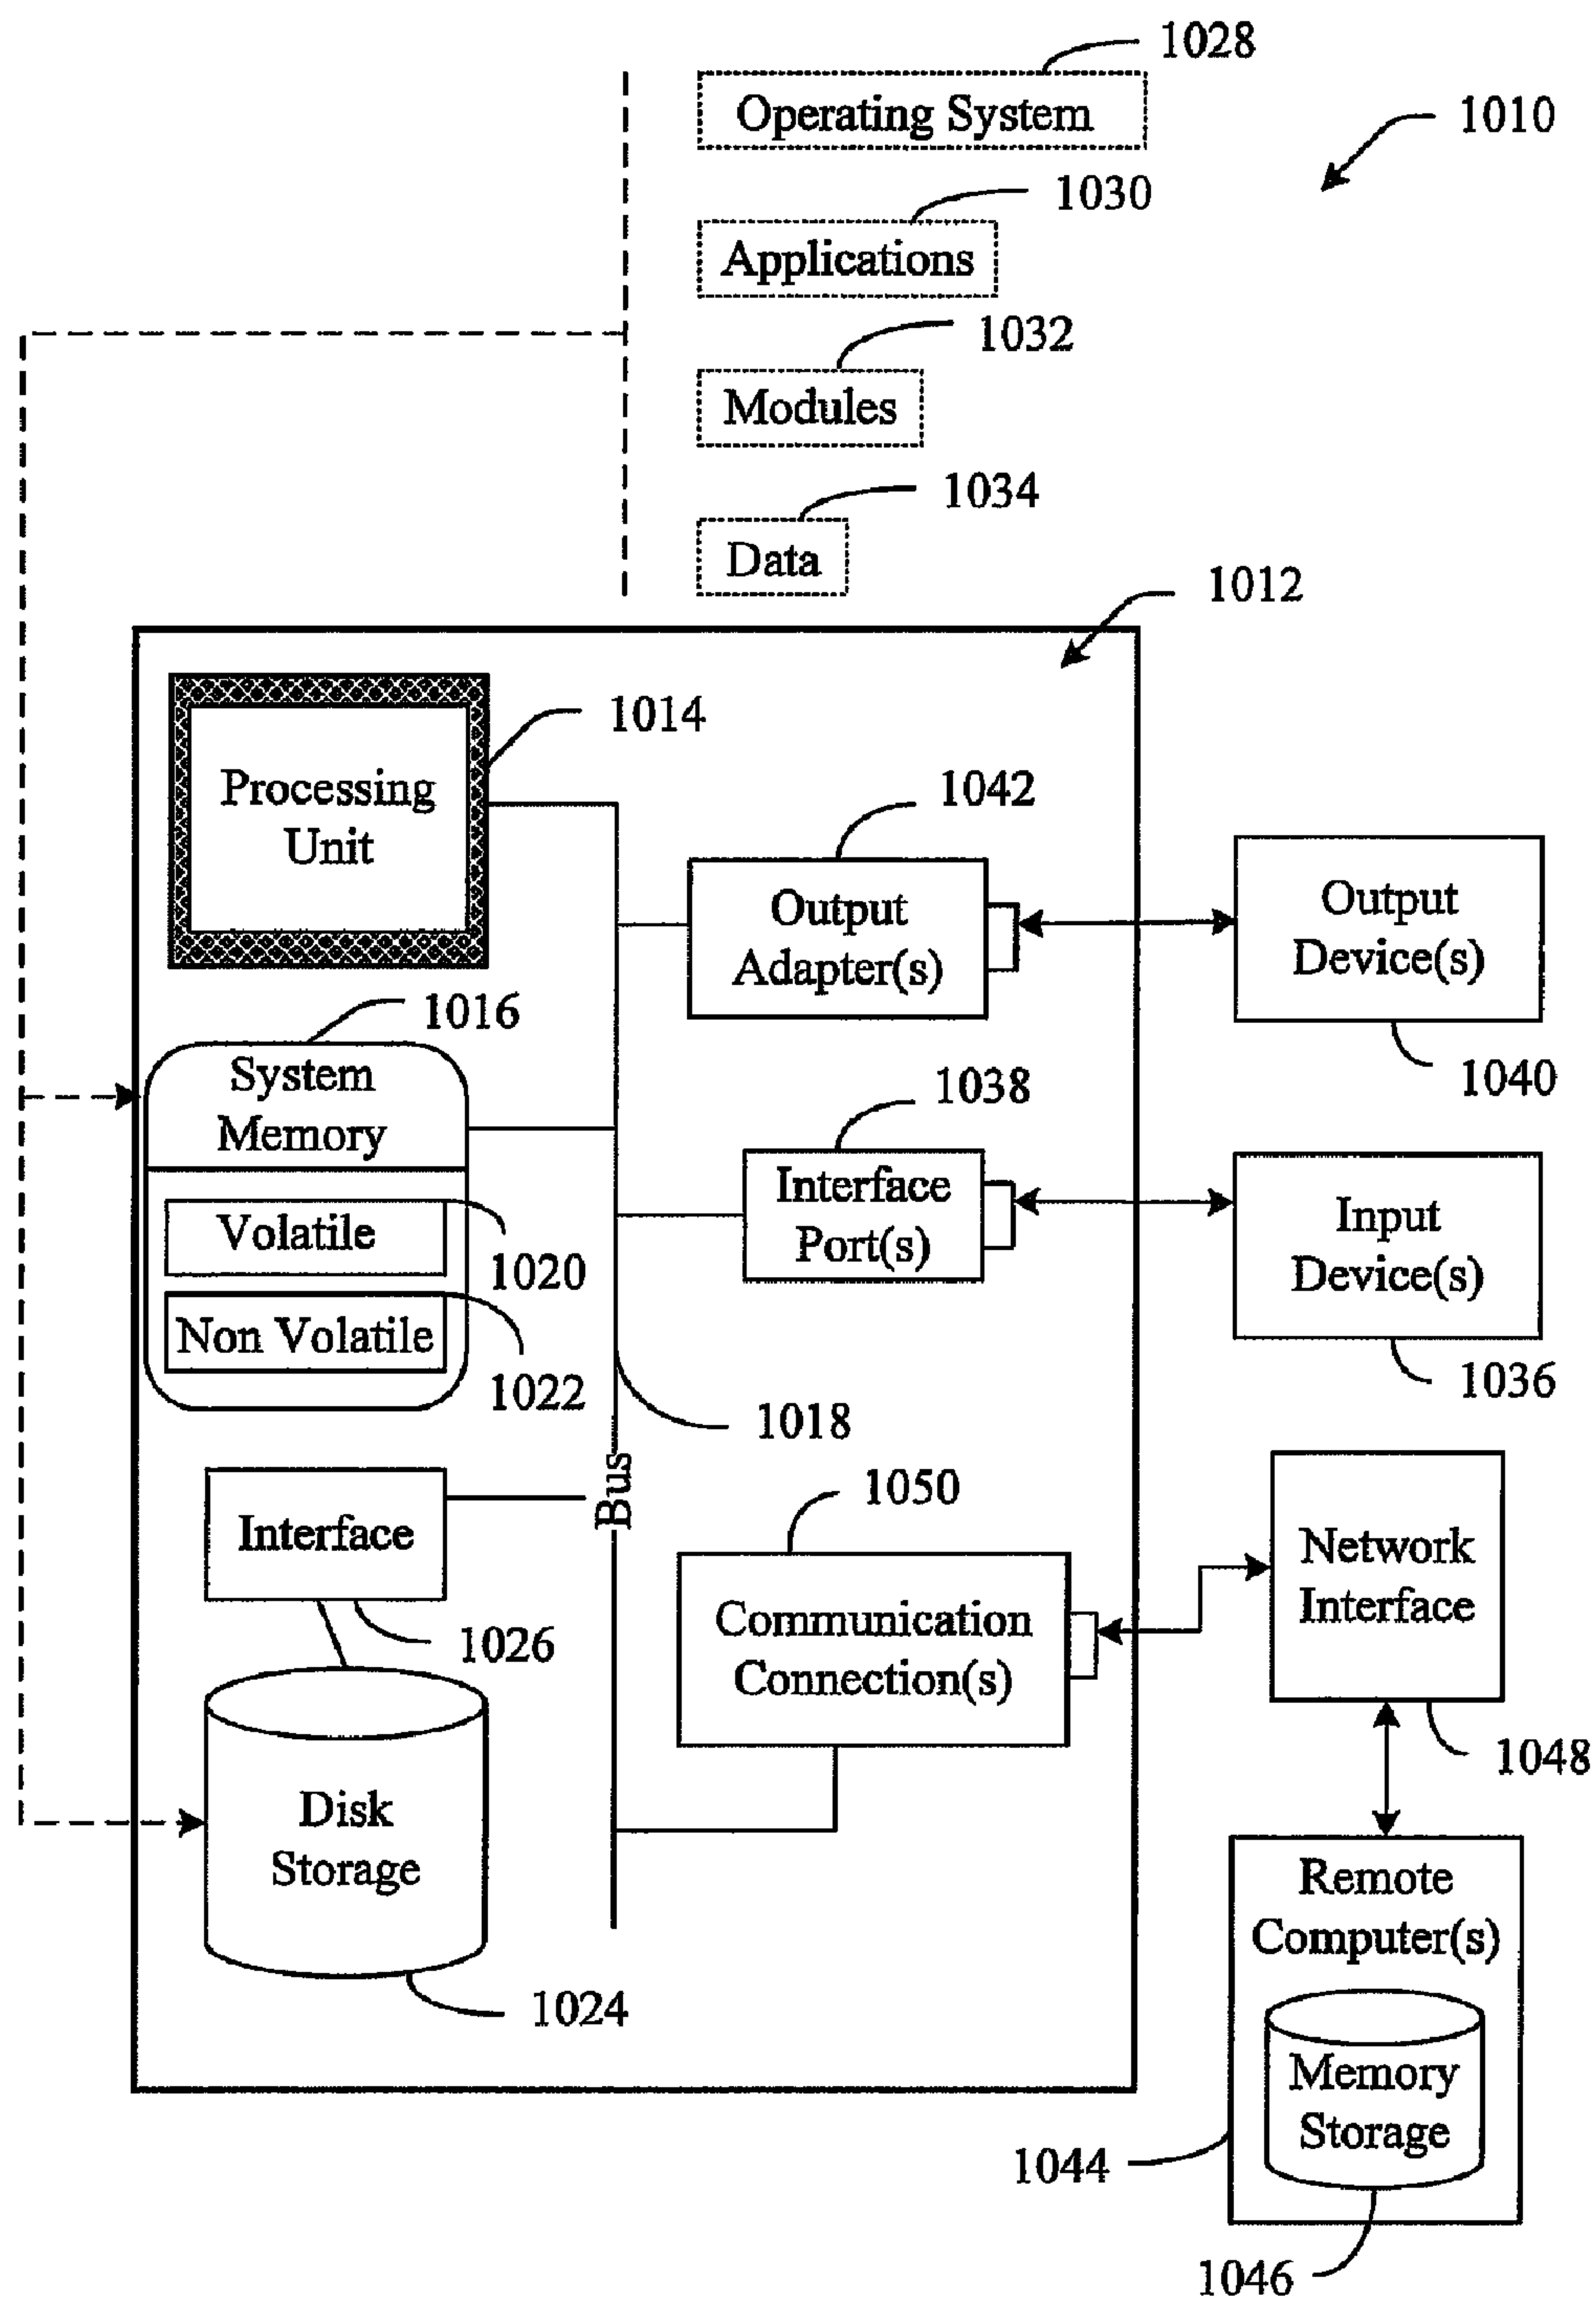 1028
Operating System
1010
1030
Applications
1032
Modules
1034
Data
1012
1014
Processing
Unit
1042
Output
Adapter(s)
Output
Device(s)
1040
1016
System
Memory
1038
Interface
Port(s)
Input
Device(s)
1036
Volatile
1020
Non Volatile
1022
1018
Bus
1050
Interface
1026
Communication
Connection(s)
Network
Interface
1048
Disk
Storage
1024
Remote
Computer(s)
Memory
Storage
1044
1046